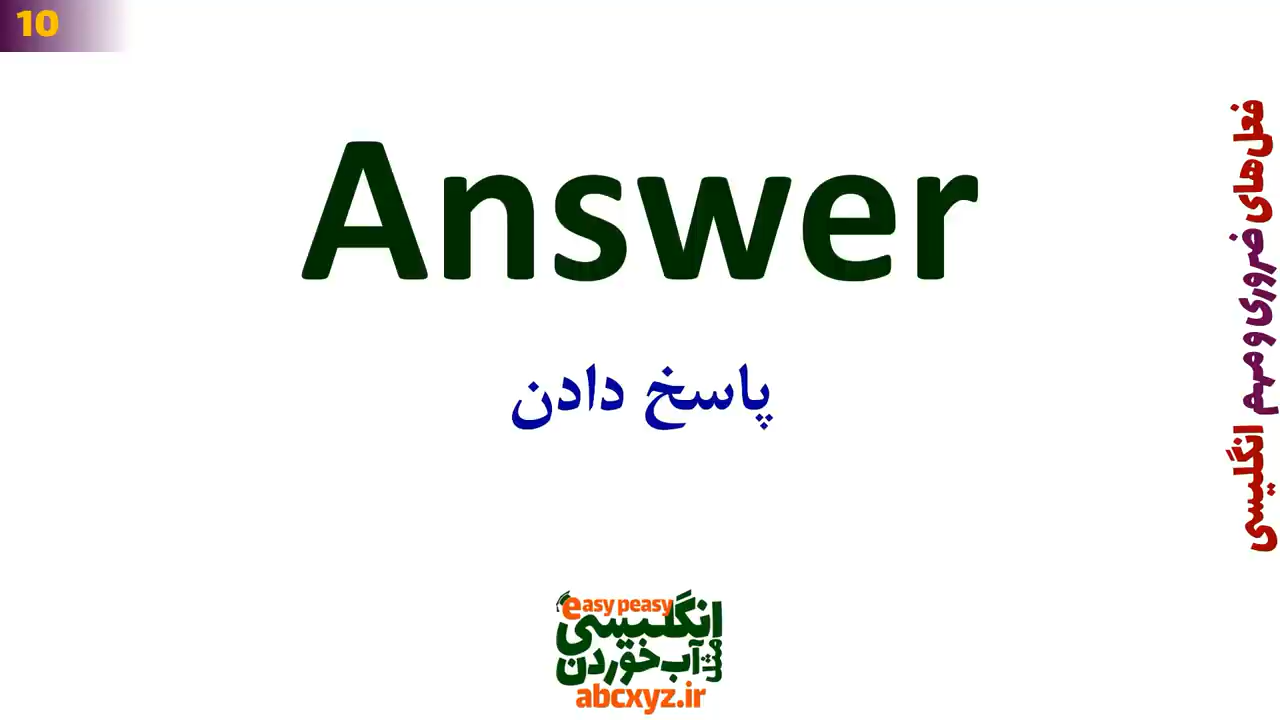 10
Answer
پاسخ دادن
فعل‌های ضروری و مهم انگلیسی
easy peasy
انگلیسی
مثل آب خوردن
abcxyz.ir